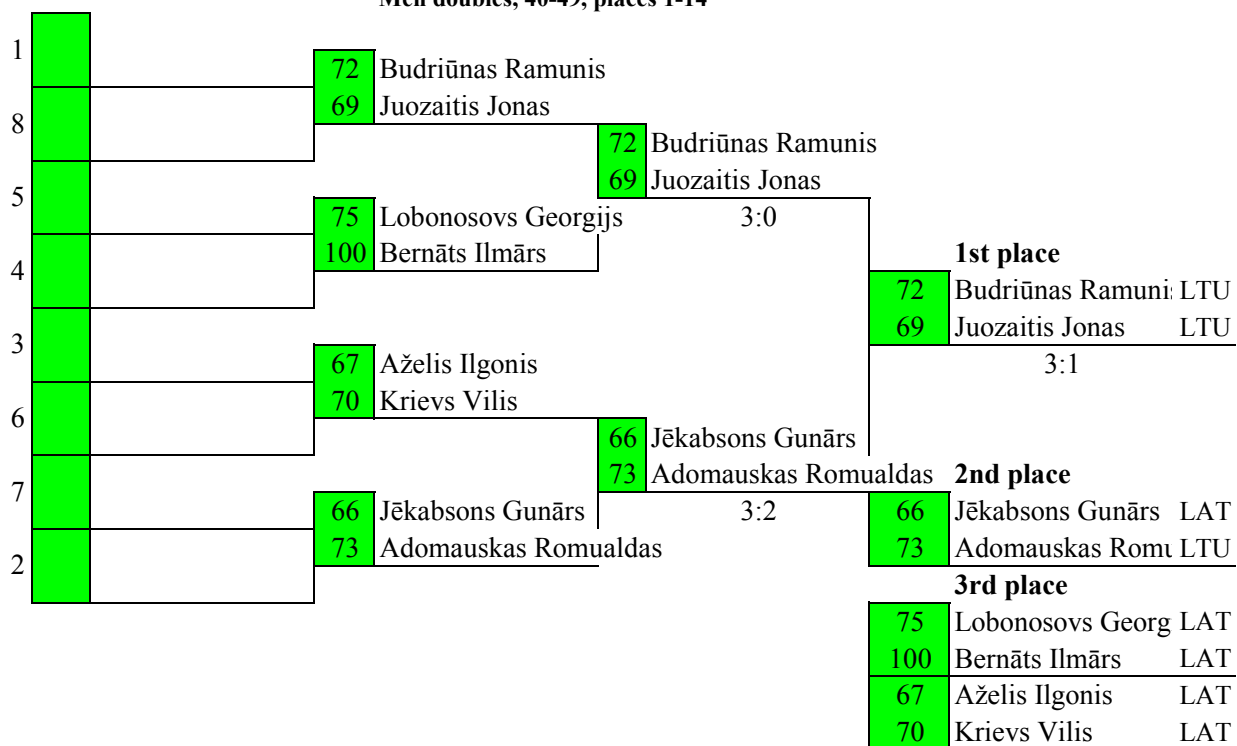 Men doubles, 40-49, places 1-14
1
72 Budriūnas Ramunis
69 Juozaitis Jonas
8
72 Budriūnas Ramunis
69 Juozaitis Jonas
5
75 Lobonosovs Georgijs
3:0
100 Bernāts Ilmārs
1st place
4
72 Budriūnas Ramuni LTU
69 Juozaitis Jonas LTU
3
67 Aželis Ilgonis
3:1
70 Krievs Vilis
6
66 Jēkabsons Gunārs
73 Adomauskas Romualdas
2nd place
7
66 Jēkabsons Gunārs
3:2
66 Jēkabsons Gunārs LAT
73 Adomauskas Romualdas
73 Adomauskas Romu LTU
2
3rd place
75 Lobonosovs Georg LAT
100 Bernāts Ilmārs LAT
67 Aželis Ilgonis LAT
70 Krievs Vilis LAT